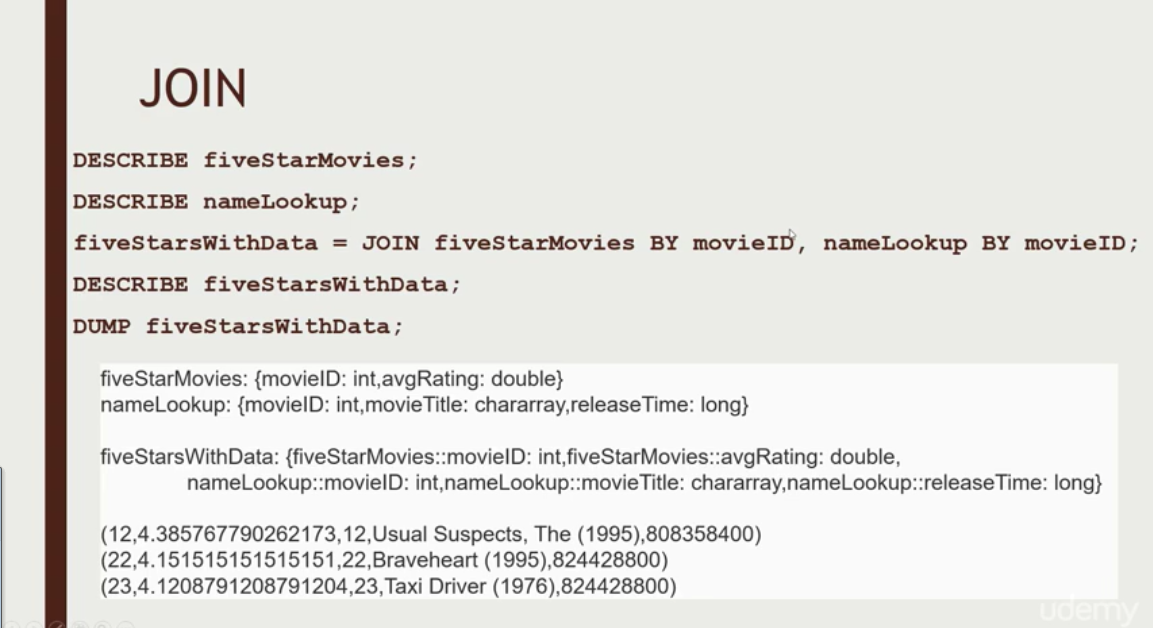 JOIN
DESCRIBE fiveStarMovies;
DESCRIBE nameLookup;
fiveStarsWithData = JOIN fiveStarMovies BY movieID, nameLookup BY movieID;
DESCRIBE fiveStarsWithData;
DUMP fiveStarsWithData;
fiveStarMovies: {movieID: int,avgRating: double}
nameLookup: {movieID: int,movieTitle: chararray,releaseTime: long}
fiveStarsWithData: {fiveStarMovies::movieID: int,fiveStarMovies::avgRating: double,
nameLookup::movieID: int,nameLookup::movieTitle: chararray,nameLookup::releaseTime: long}
(12,4.385767790262173,12,Usual Suspects, The (1995),808358400)
(22,4.151515151515151,22,Braveheart (1995),824428800)
(23,4.1208791208791204,23,Taxi Driver (1976),824428800)
udemy